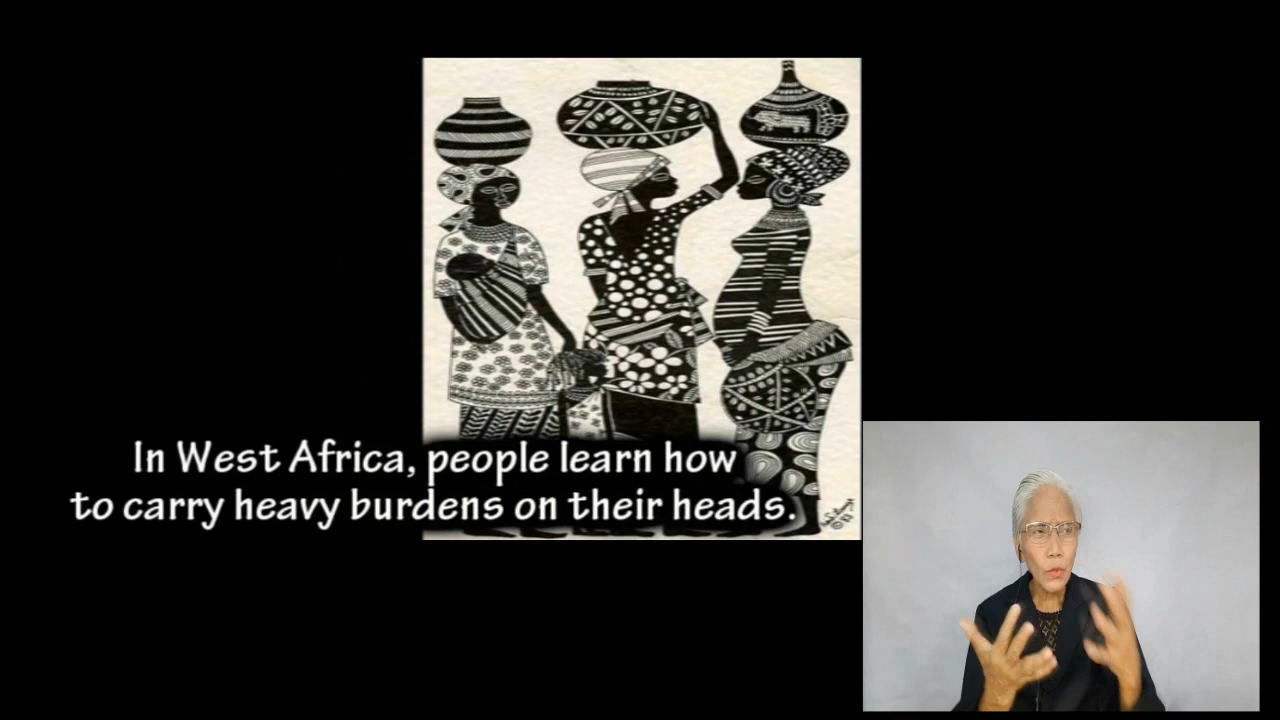 In West Africa, people learn how
to carry heavy burdens on their heads.